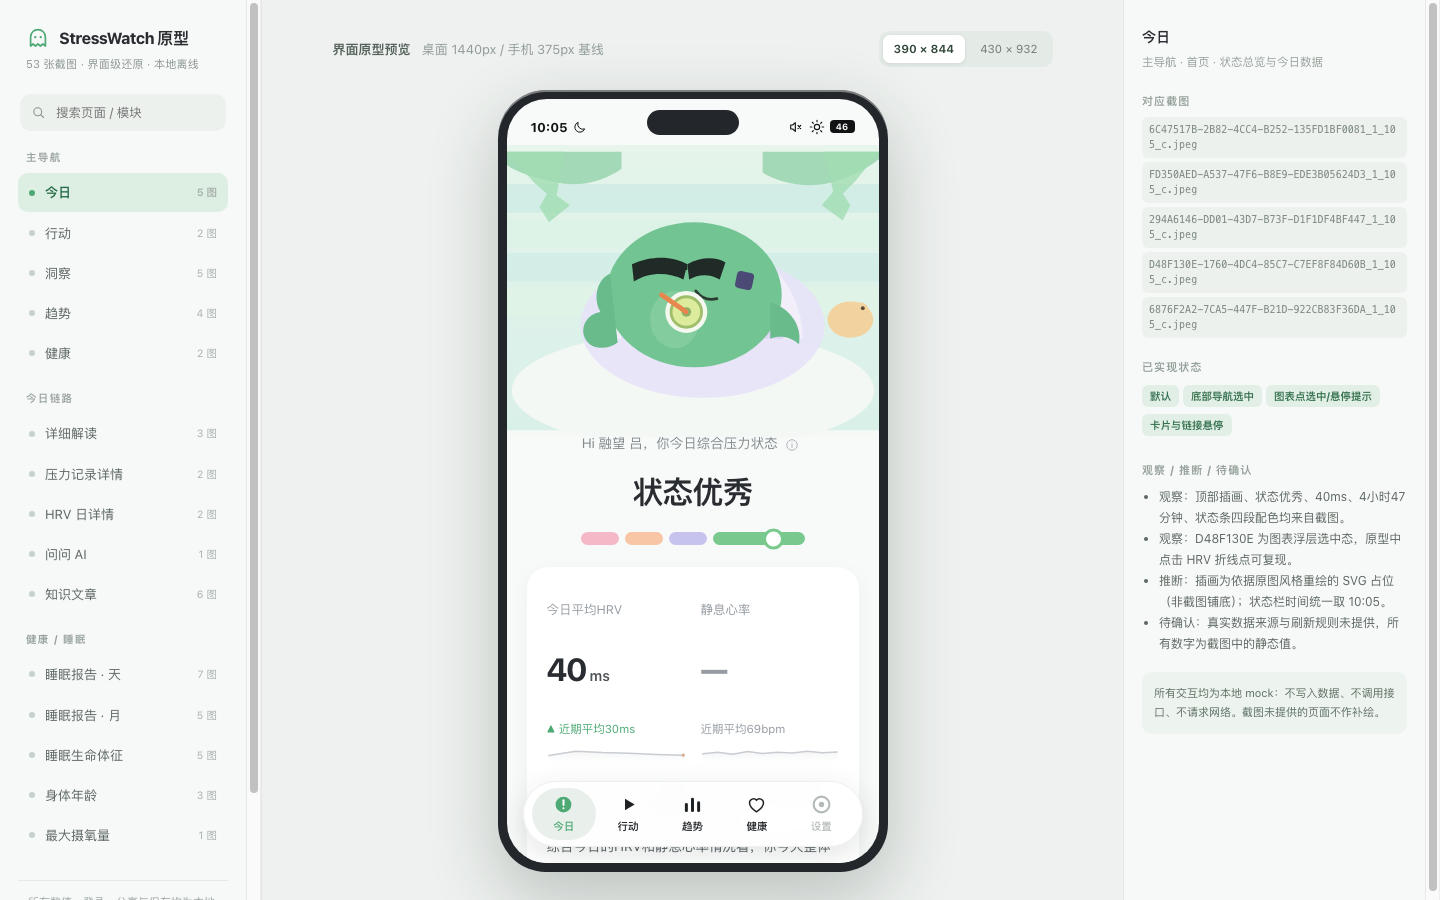 StressWatch 原型
53 张截图 · 界面级还原 · 本地离线
搜索页面 / 模块
主导航
今日 5 图
行动 2 图
洞察 5 图
趋势 4 图
健康 2 图
今日链路
详细解读 3 图
压力记录详情 2 图
HRV 日详情 2 图
问问 AI 1 图
知识文章 6 图
健康 / 睡眠
睡眠报告 · 天 7 图
睡眠报告 · 月 5 图
睡眠生命体征 5 图
身体年龄 3 图
最大摄氧量 1 图
界面原型预览 桌面 1440px / 手机 375px 基线
390 × 844 430 × 932
10:05 46
Hi 融望 吕，你今日综合压力状态
状态优秀
今日平均HRV 静息心率
40 ms —
▲ 近期平均30ms 近期平均69bpm
今日 行动 趋势 健康 设置
综合今日的HRV和静息心率情况看，你今天整体
今日
主导航 · 首页 · 状态总览与今日数据
对应截图
6C47517B-2B82-4CC4-B252-135FD1BF0081_1_10
5_c.jpeg
FD350AED-A537-47F6-B8E9-EDE3B05624D3_1_10
5_c.jpeg
294A6146-DD01-43D7-B73F-D1F1DF4BF447_1_10
5_c.jpeg
D48F130E-1760-4DC4-85C7-C7EF8F84D60B_1_10
5_c.jpeg
6876F2A2-7CA5-447F-B21D-922CB83F36DA_1_10
5_c.jpeg
已实现状态
默认 底部导航选中 图表点选中/悬停提示
卡片与链接悬停
观察 / 推断 / 待确认
• 观察：顶部插画、状态优秀、40ms、4小时47
分钟、状态条四段配色均来自截图。
• 观察：D48F130E 为图表浮层选中态，原型中
点击 HRV 折线点可复现。
• 推断：插画为依据原图风格重绘的 SVG 占位
（非截图铺底）；状态栏时间统一取 10:05。
• 待确认：真实数据来源与刷新规则未提供，所
有数字为截图中的静态值。
所有交互均为本地 mock：不写入数据、不调用接
口、不请求网络。截图未提供的页面不作补绘。